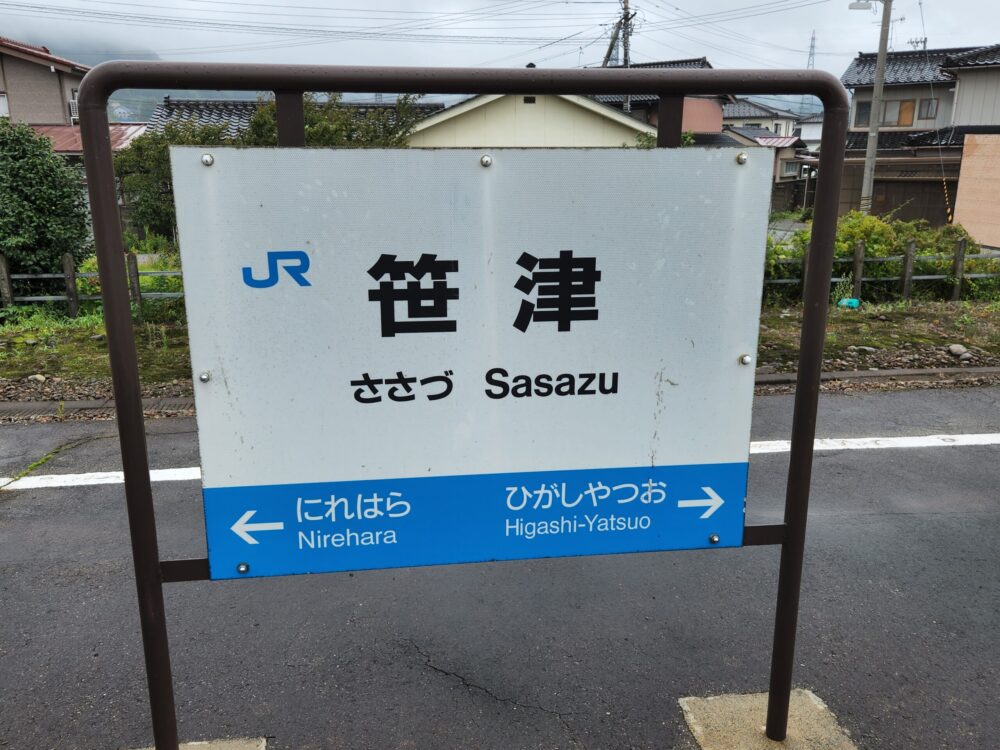 JR 笹津
ささづ Sasazu
← にれはら ひがしやつお →
Nirehara Higashi-Yatsuo